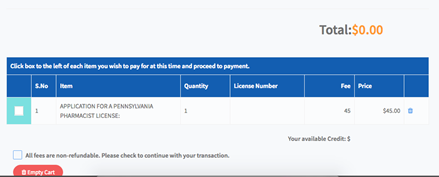 Total:$0.00
Click box to the left of each item you wish to pay for at this time and proceed to payment.
S.No Item Quantity License Number Fee Price
1 APPLICATION FOR A PENNSYLVANIA PHARMACIST LICENSE: 1 45 $45.00
Your available Credit: $
All fees are non-refundable. Please check to continue with your transaction.
Empty Cart